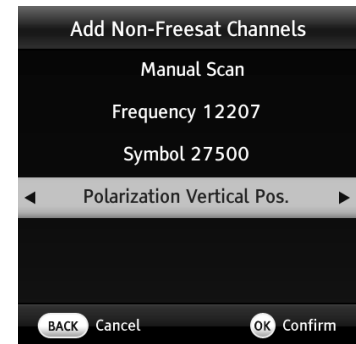 Add Non-Freesat Channels
Manual Scan
Frequency 12207
Symbol 27500
Polarization Vertical Pos.
BACK Cancel OK Confirm